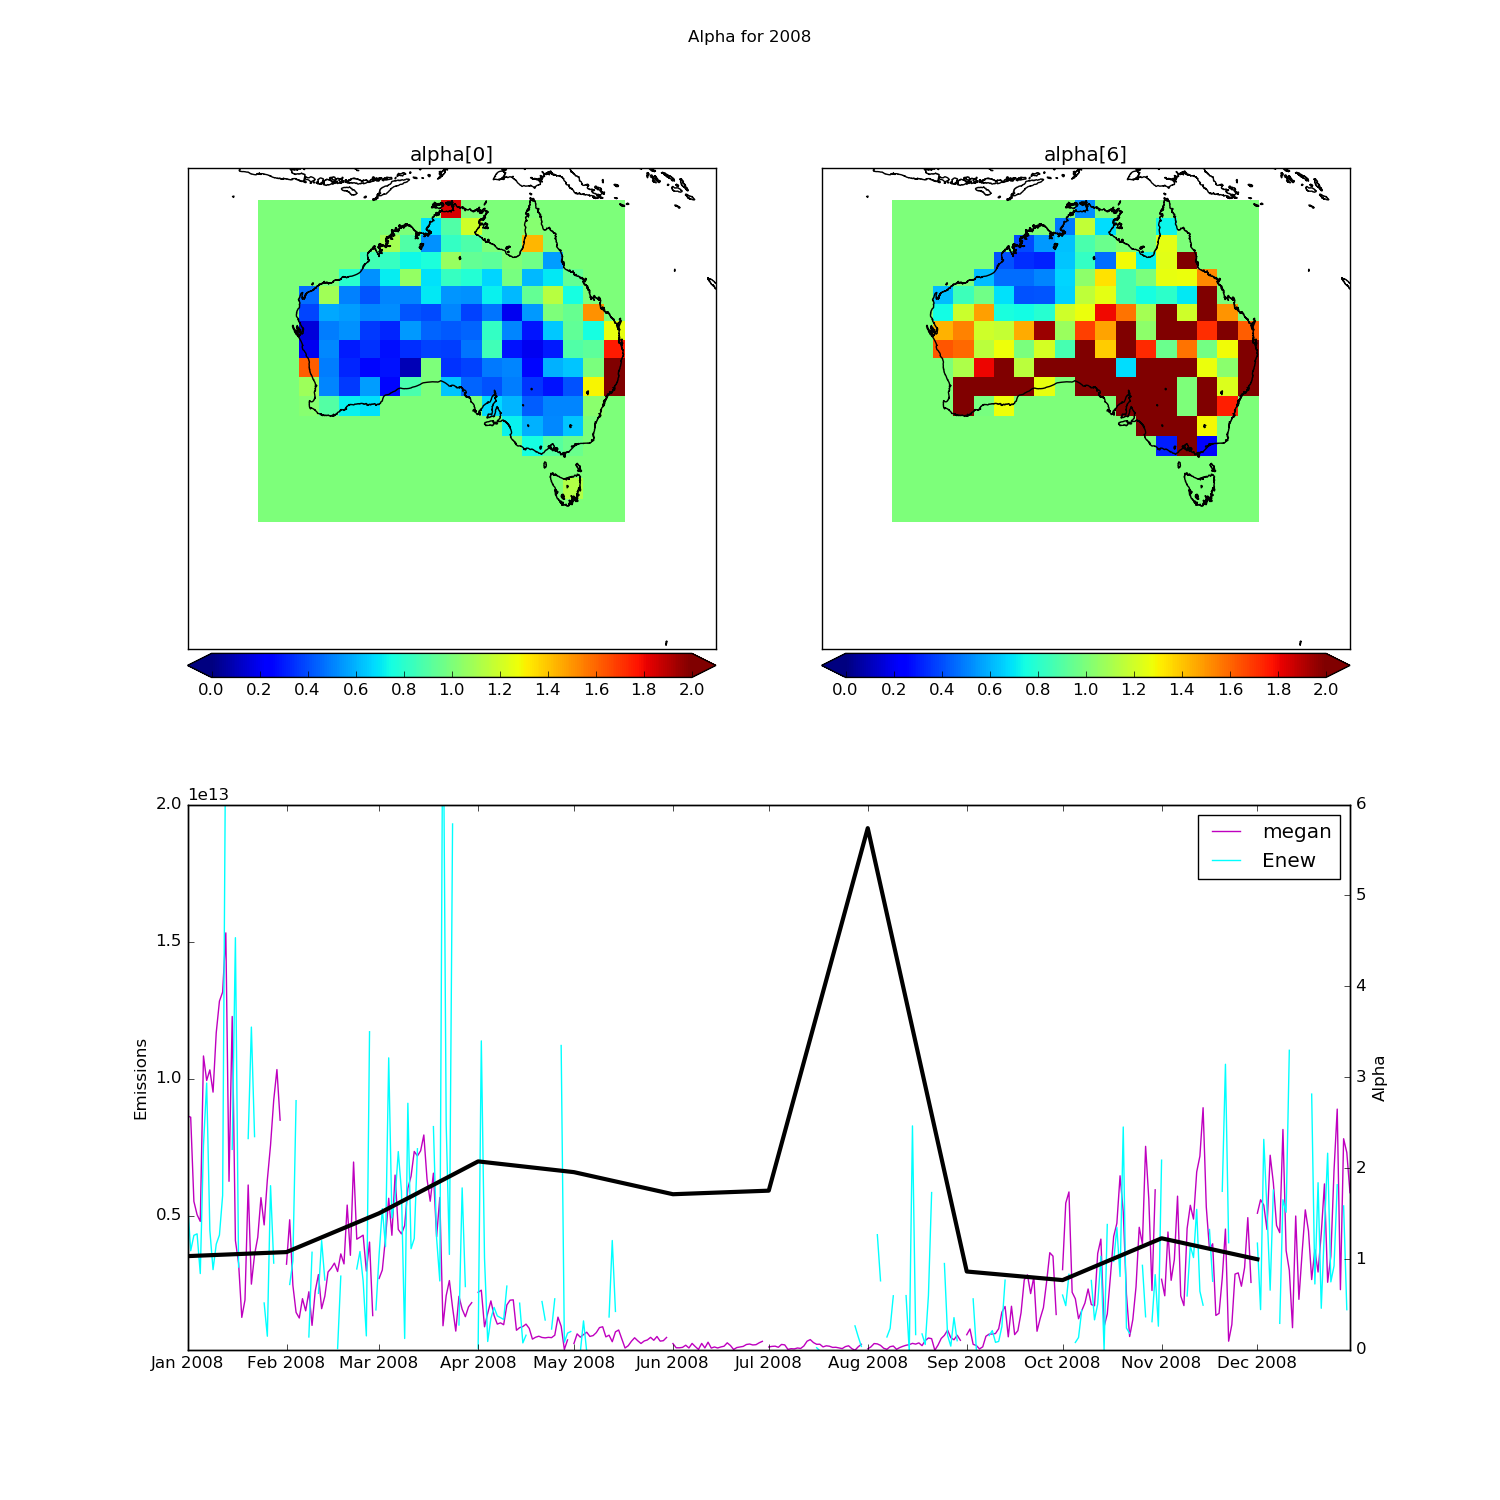 Alpha for 2008
alpha[0]
alpha[6]
0.0 0.2 0.4 0.6 0.8 1.0 1.2 1.4 1.6 1.8 2.0
0.0 0.2 0.4 0.6 0.8 1.0 1.2 1.4 1.6 1.8 2.0
1e13
2.0
1.5
1.0
0.5
Emissions
megan
Enew
6
5
4
3
2
1
0
Alpha
Jan 2008 Feb 2008 Mar 2008 Apr 2008 May 2008 Jun 2008 Jul 2008 Aug 2008 Sep 2008 Oct 2008 Nov 2008 Dec 2008